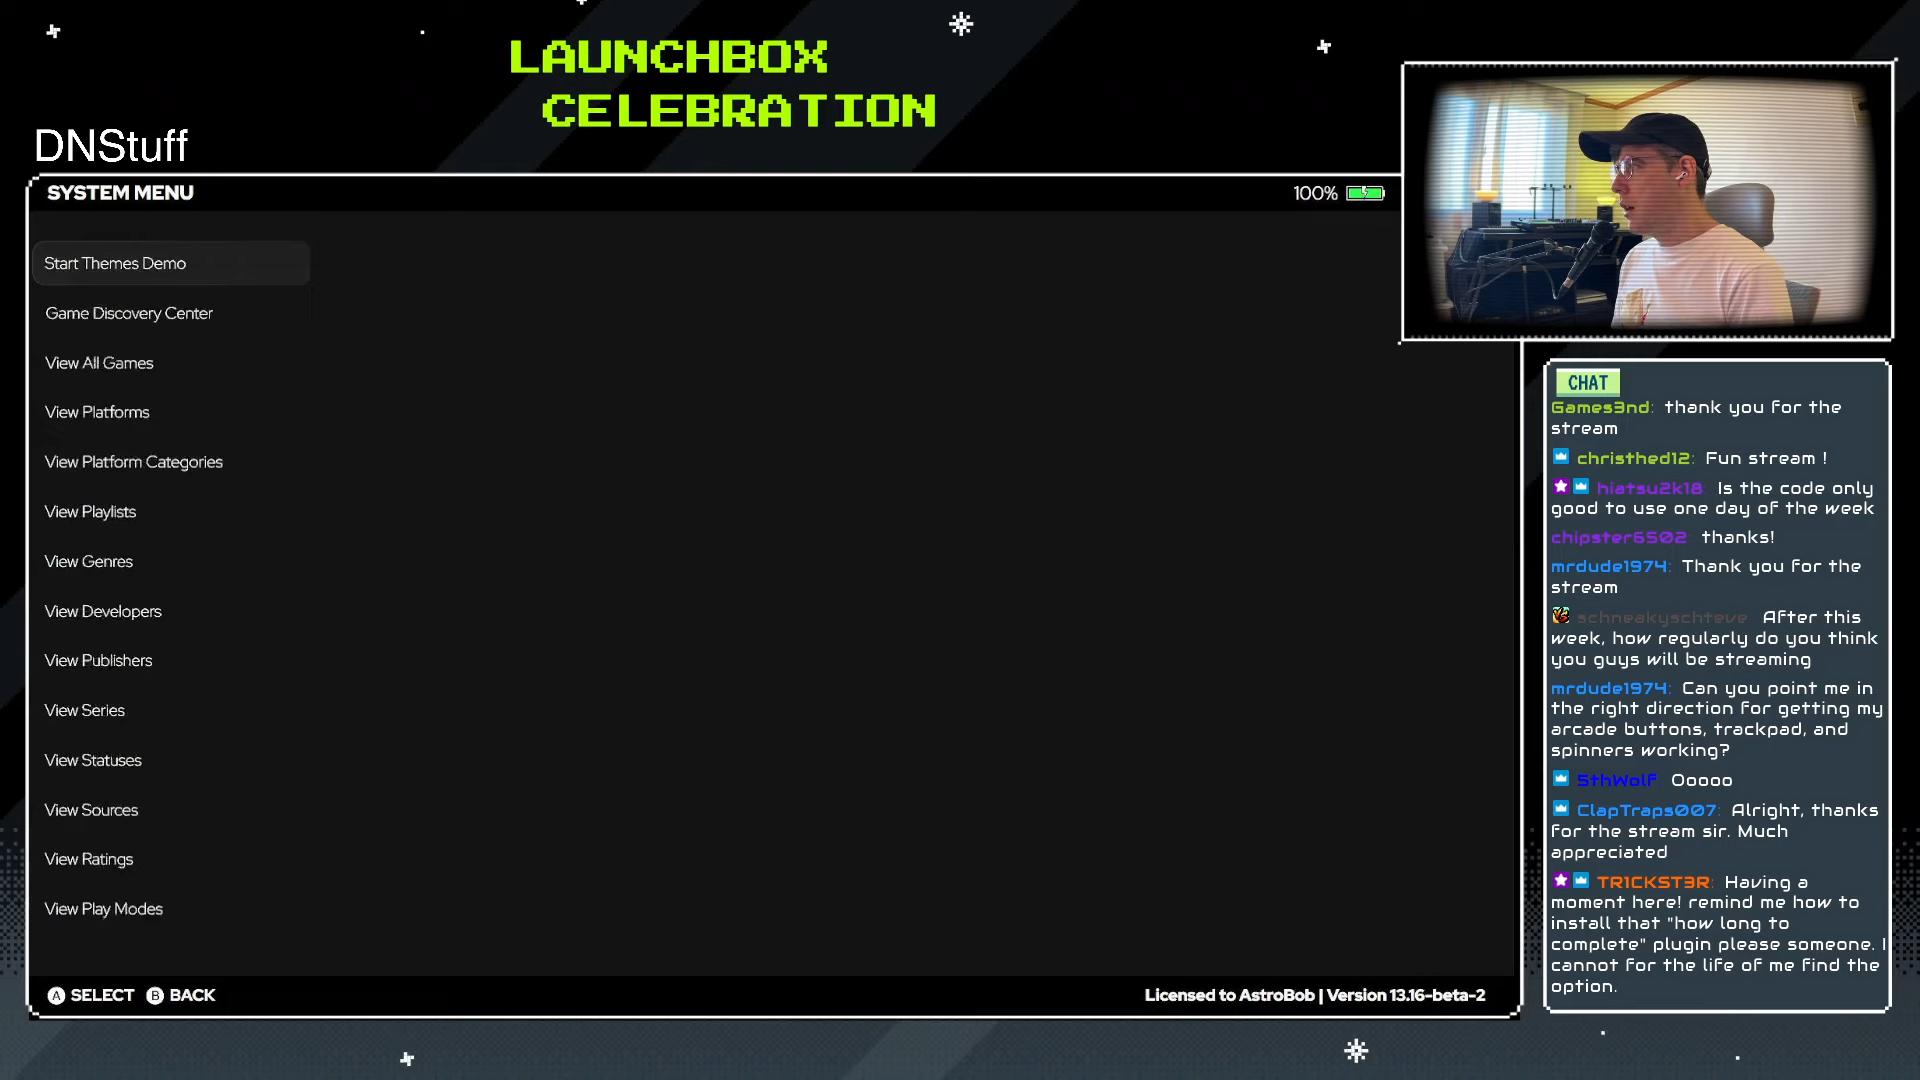 LAUNCHBOX
CELEBRATION
DNStuff
SYSTEM MENU
100%
Start Themes Demo
Game Discovery Center
View All Games
View Platforms
View Platform Categories
View Playlists
View Genres
View Developers
View Publishers
View Series
View Statuses
View Sources
View Ratings
View Play Modes
A SELECT B BACK
Licensed to AstroBob | Version 13.16-beta-2
CHAT
Games3nd: thank you for the
stream
christhed12: Fun stream !
hiatsu2k18: Is the code only
good to use one day of the week
chipster6502: thanks!
mrdude1974: Thank you for the
stream
schneakyschteve: After this
week, how regularly do you think
you guys will be streaming
mrdude1974: Can you point me in
the right direction for getting my
arcade buttons, trackpad, and
spinners working?
5thWolf: Ooooo
ClapTraps007: Alright, thanks
for the stream sir. Much
appreciated
TR1CKST3R: Having a
moment here! remind me how to
install that "how long to
complete" plugin please someone. I
cannot for the life of me find the
option.